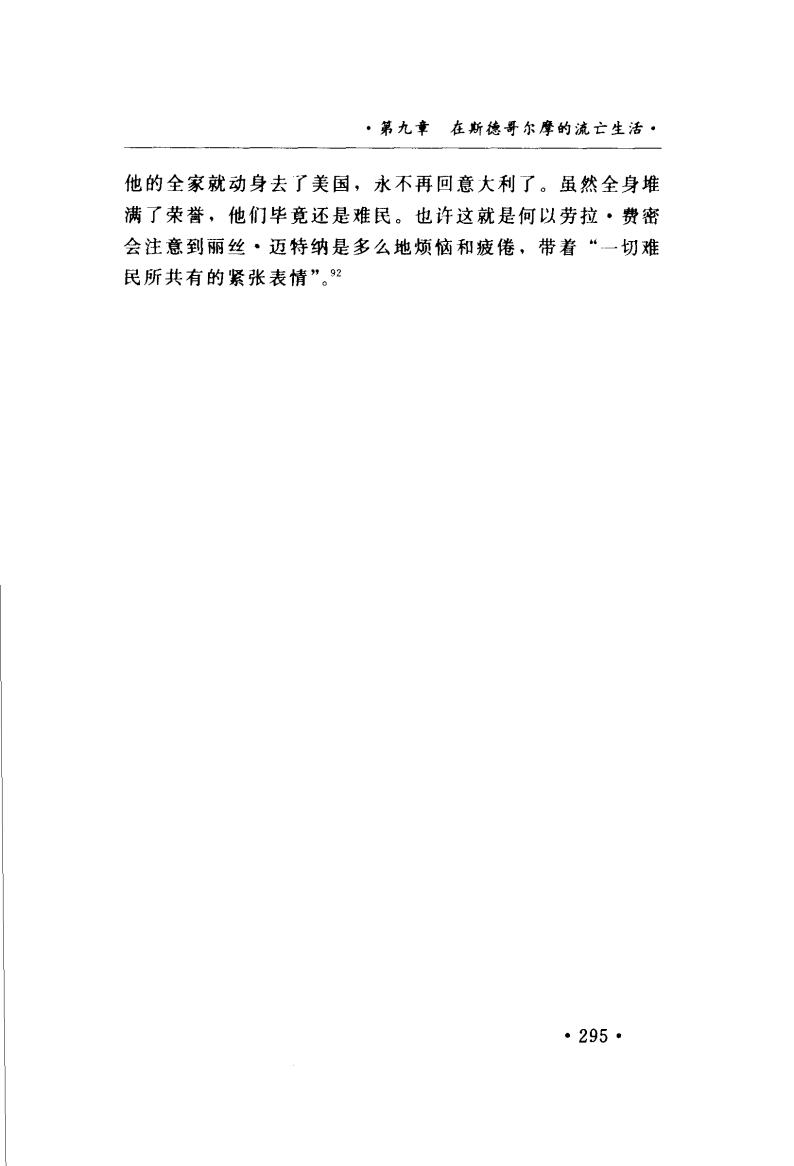 ·第九章　在斯德哥尔摩的流亡生活·
他的全家就动身去了美国，永不再回意大利了。虽然全身堆
满了荣誉，他们毕竟还是难民。也许这就是何以劳拉·费密
会注意到丽丝·迈特纳是多么地烦恼和疲倦，带着“一切难
民所共有的紧张表情”。92
·295·